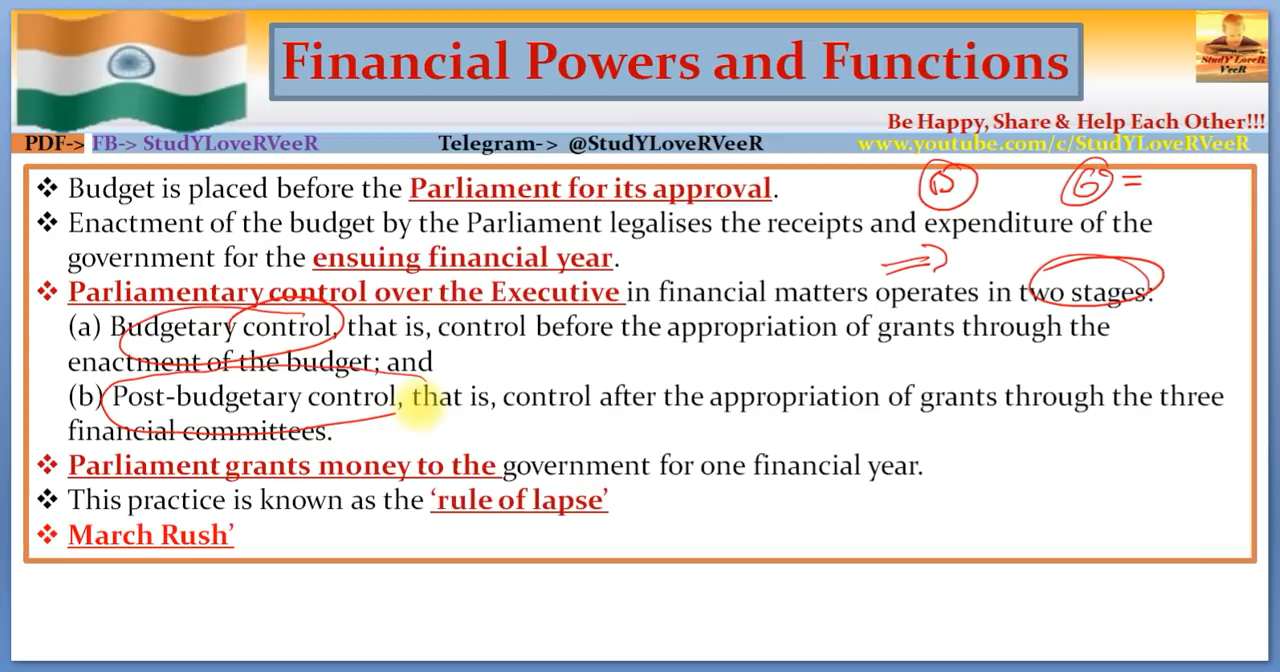 Financial Powers and Functions
StudY LoveR
VeeR
Be Happy, Share & Help Each Other!!!
PDF-> FB-> StudYLoveRVeeR Telegram-> @StudYLoveRVeeR www.youtube.com/c/StudYLoveRVeeR
❖ Budget is placed before the Parliament for its approval.
❖ Enactment of the budget by the Parliament legalises the receipts and expenditure of the
government for the ensuing financial year.
❖ Parliamentary control over the Executive in financial matters operates in two stages:
(a) Budgetary control, that is, control before the appropriation of grants through the
enactment of the budget; and
(b) Post-budgetary control, that is, control after the appropriation of grants through the three
financial committees.
❖ Parliament grants money to the government for one financial year.
❖ This practice is known as the ‘rule of lapse’
❖ March Rush’